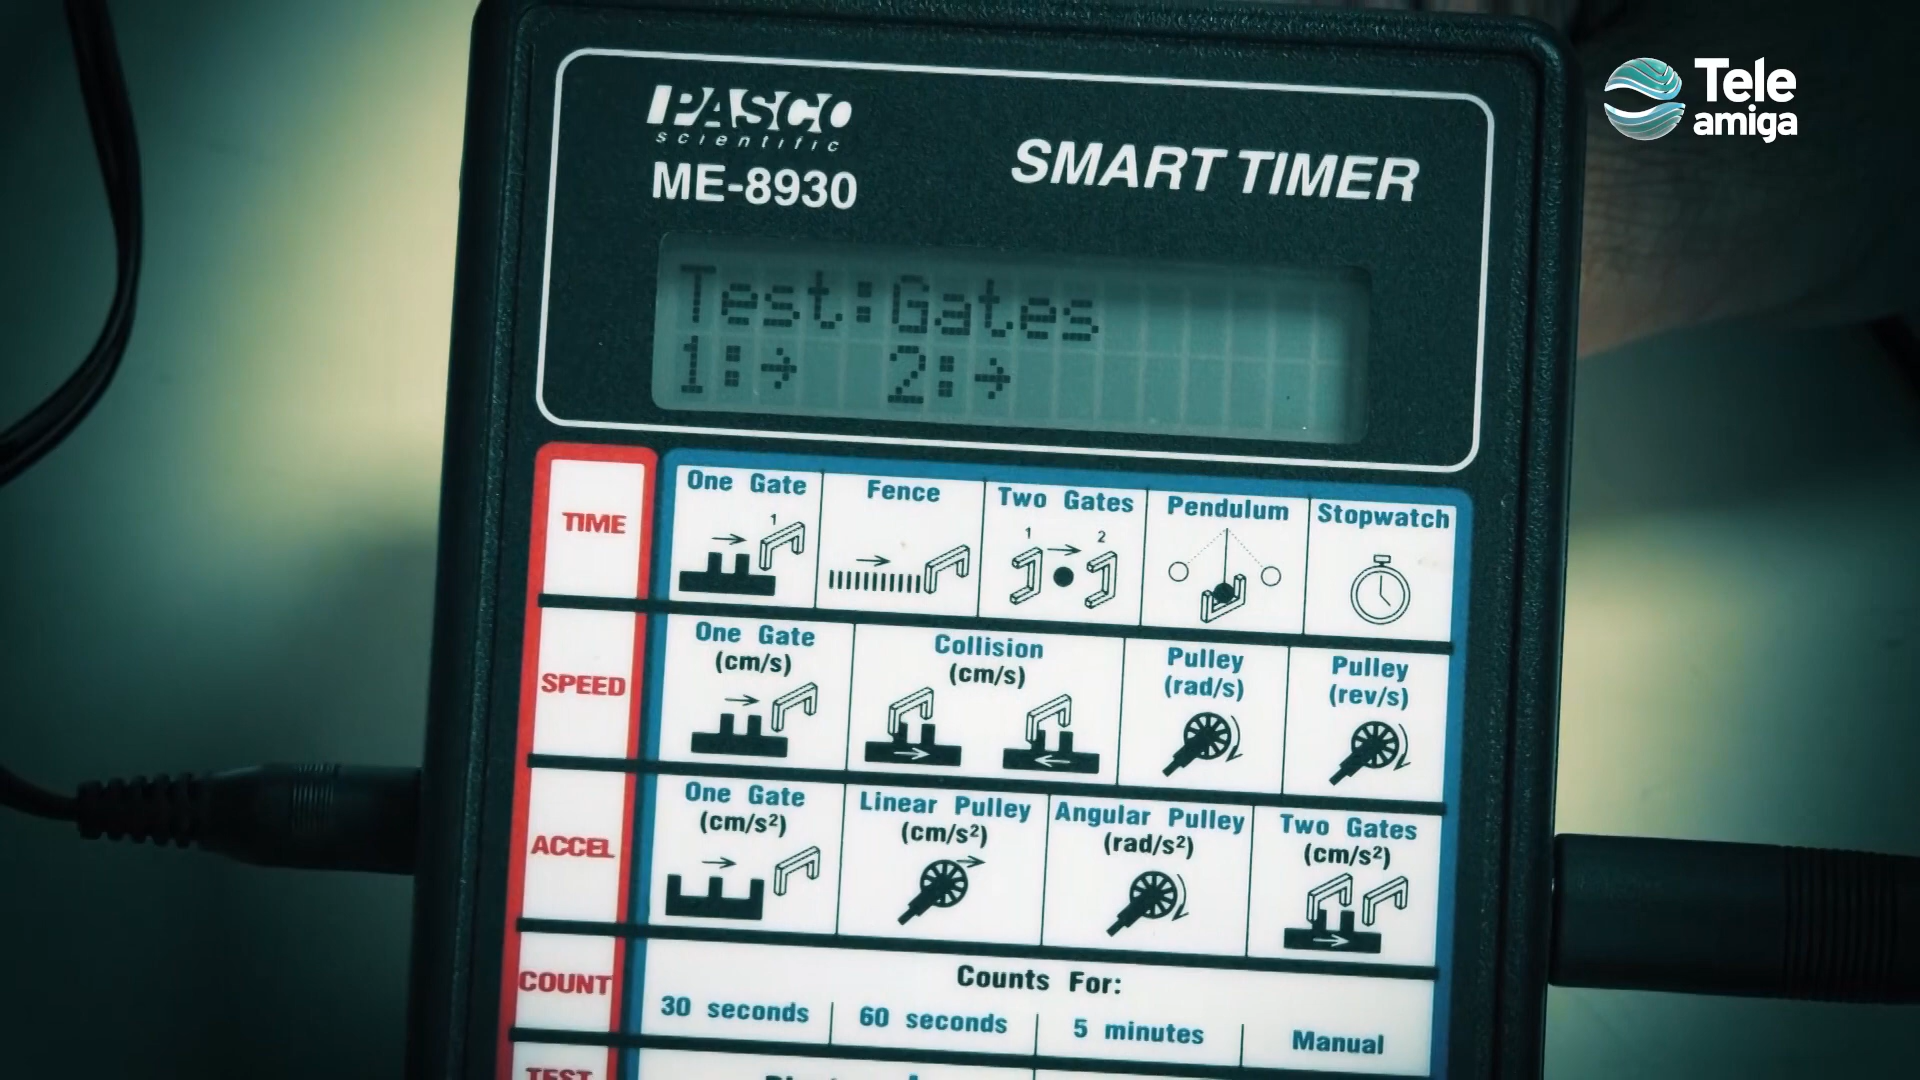 Tele
amiga
PASCO
scientific
ME-8930
SMART TIMER
Test:Gates
1:→ 2:→
TIME
One Gate
1
Fence
Two Gates
1 2
Pendulum
Stopwatch
SPEED
One Gate
(cm/s)
Collision
(cm/s)
Pulley
(rad/s)
Pulley
(rev/s)
ACCEL
One Gate
(cm/s²)
Linear Pulley
(cm/s²)
Angular Pulley
(rad/s²)
Two Gates
(cm/s²)
COUNT
Counts For:
30 seconds
60 seconds
5 minutes
Manual
TEST